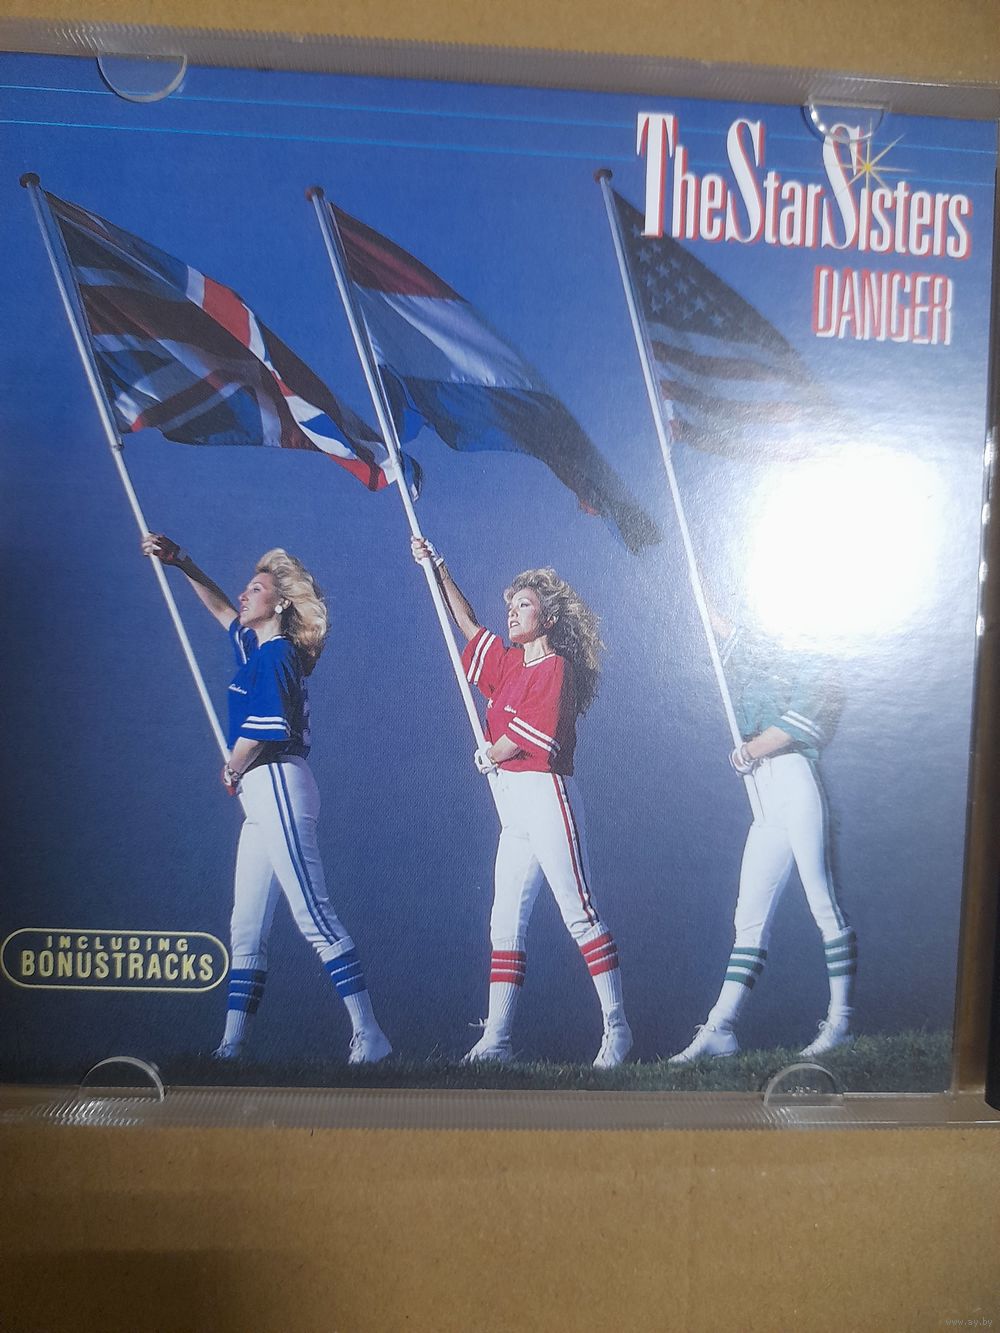 The Star Sisters
DANGER
INCLUDING
BONUSTRACKS
www.ay.by